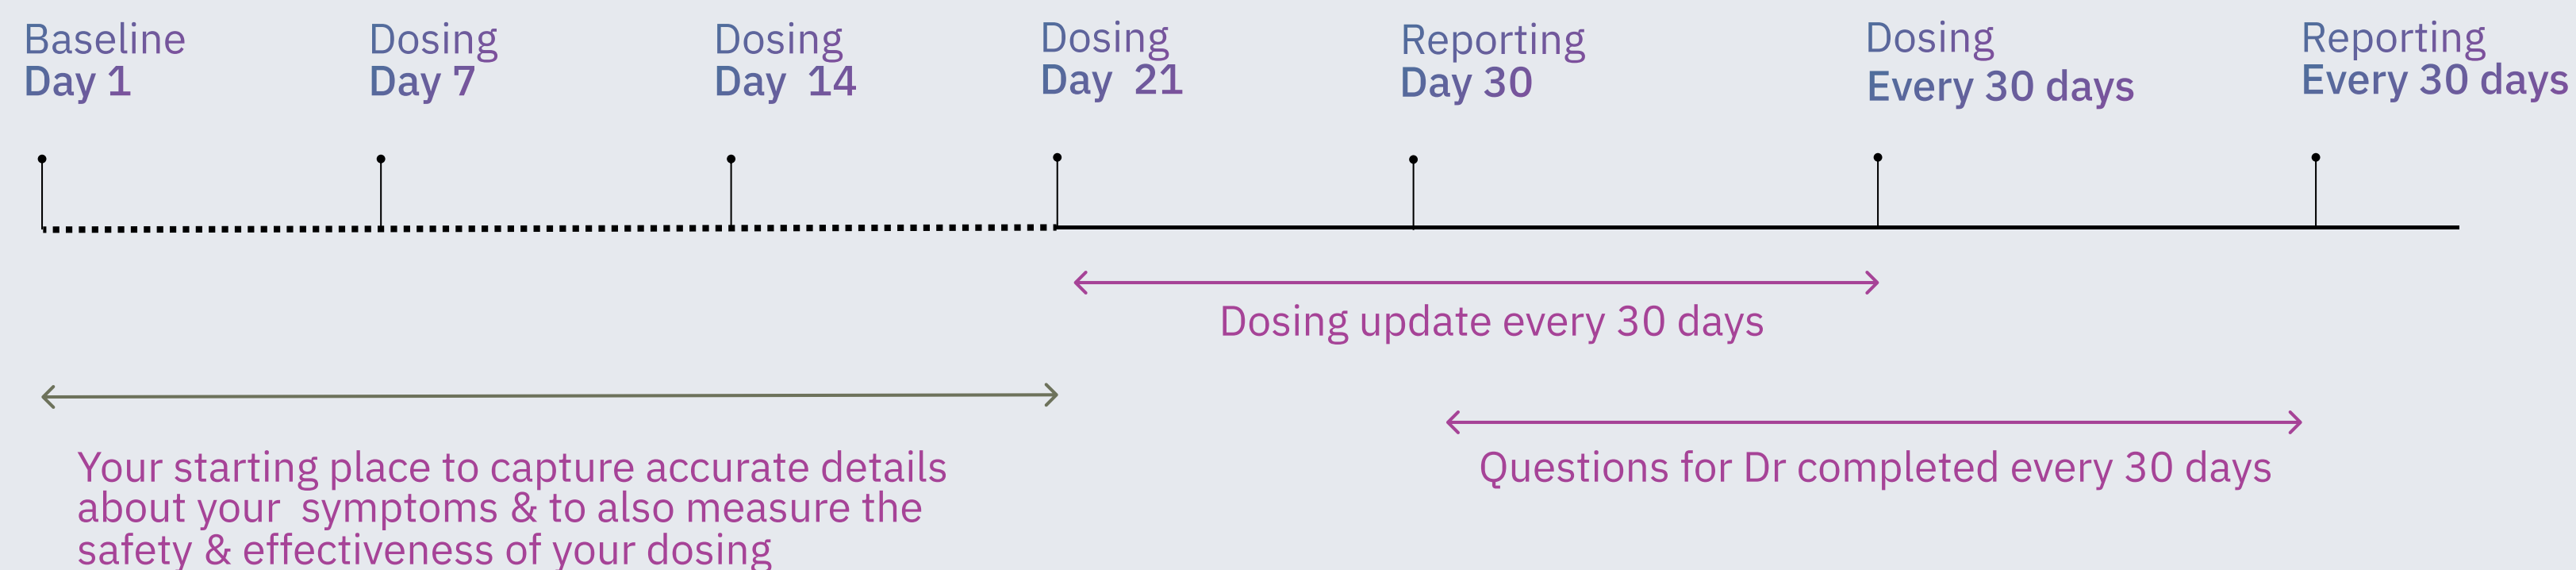 Baseline
Day 1
Dosing
Day 7
Dosing
Day 14
Dosing
Day 21
Reporting
Day 30
Dosing
Every 30 days
Reporting
Every 30 days
Dosing update every 30 days
Your starting place to capture accurate details
about your symptoms & to also measure the
safety & effectiveness of your dosing
Questions for Dr completed every 30 days